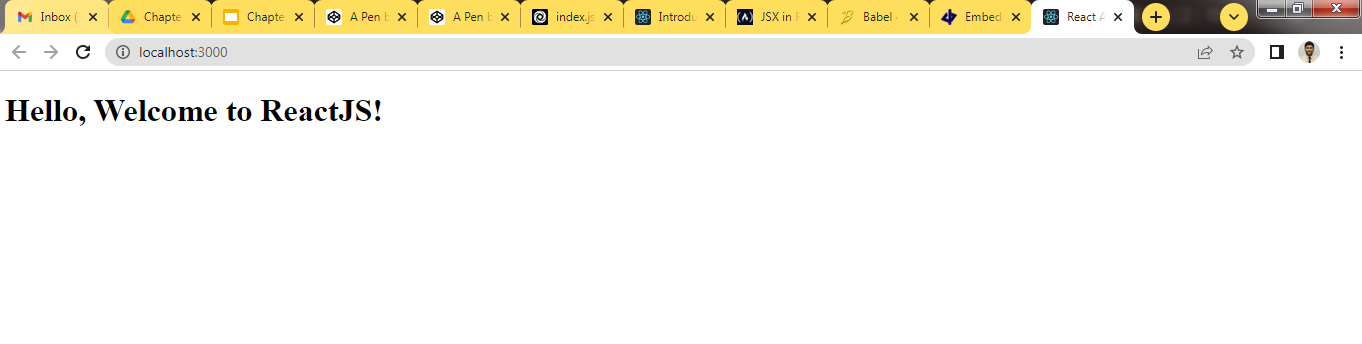 Inbox (
Chapte
Chapte
A Pen b
A Pen b
index.js
Introdu
JSX in F
Babel ·
Embed
React A
localhost:3000
Hello, Welcome to ReactJS!